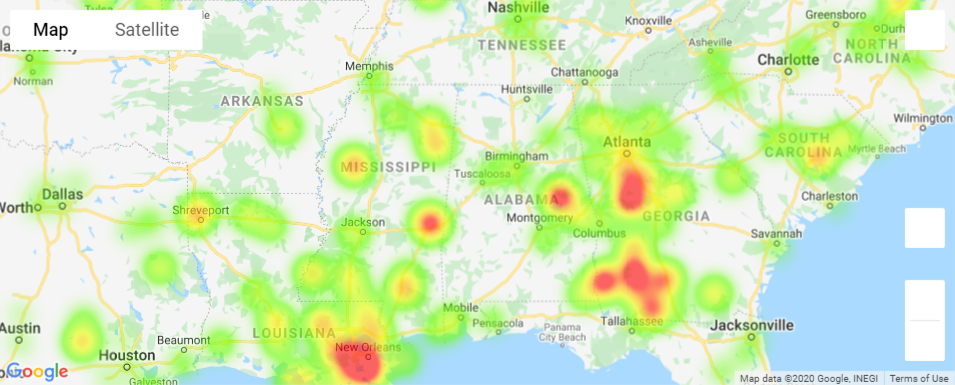 Tulsa
Nashville
Knoxville
Greensboro
Durh
Map
Satellite
TENNESSEE
Asheville
NORTH
CAROLINA
Norman
Memphis
Chattanooga
Charlotte
Huntsville
ARKANSAS
Wilmington
Atlanta
SOUTH
CAROLINA
Myrtle Beach
MISSISSIPPI
Birmingham
Tuscaloosa
Dallas
Worth
ALABAMA
Charleston
Shreveport
Jackson
Montgomery
GEORGIA
Columbus
Savannah
Mobile
Pensacola
Panama
City Beach
Tallahassee
Jacksonville
Austin
LOUISIANA
Beaumont
New Orleans
Houston
Google
Galveston
Map data ©2020 Google, INEGI
Terms of Use